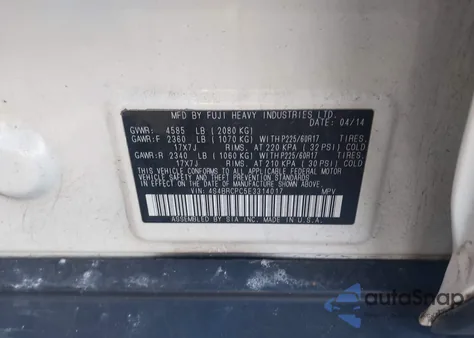 MFD. BY FUJI HEAVY INDUSTRIES LTD.
DATE: 04/14
GVWR: 4585 LB (2080 KG)
GAWR:F 2360 LB (1070 KG) WITH P225/60R17 TIRES,
17X7J RIMS, AT 220 KPA (32 PSI) COLD
GAWR:R 2340 LB (1060 KG) WITH P225/60R17 TIRES,
17X7J RIMS, AT 210 KPA (30 PSI) COLD
THIS VEHICLE CONFORMS TO ALL
APPLICABLE FEDERAL MOTOR VEHICLE
SAFETY AND THEFT PREVENTION STANDARDS
IN EFFECT ON THE DATE OF
MANUFACTURE SHOWN ABOVE.
VIN: 4S4BRCPC5E3314017 MPV
ASSEMBLED BY SIA INC. IN U.S.A.
autoSnap